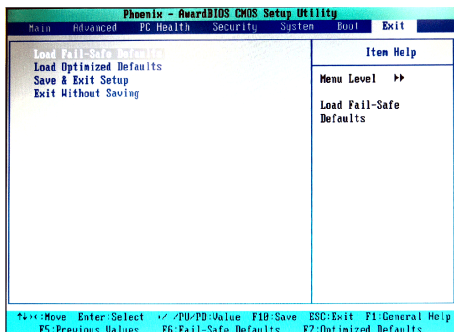 Phoenix - AwardBIOS CMOS Setup Utility
Main Advanced PC Health Security System Boot Exit
Load Fail-Safe Defaults
Load Optimized Defaults
Save & Exit Setup
Exit Without Saving
Item Help
Menu Level ▸▸
Load Fail-Safe
Defaults
↑↓→←:Move Enter:Select +/-/PU/PD:Value F10:Save ESC:Exit F1:General Help
F5:Previous Values F6:Fail-Safe Defaults F7:Optimized Defaults